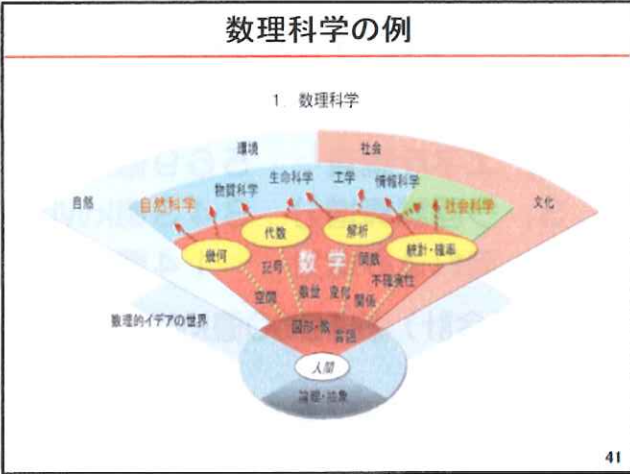 数理科学の例
1. 数理科学
環境
社会
自然
自然科学
物質科学
生命科学
工学
情報科学
社会科学
文化
幾何
代数
解析
統計・確率
数学
記号
関数
空間
数量
変化
関係
不確実性
数理的イデアの世界
図形・数
言語
人間
論理・抽象
41